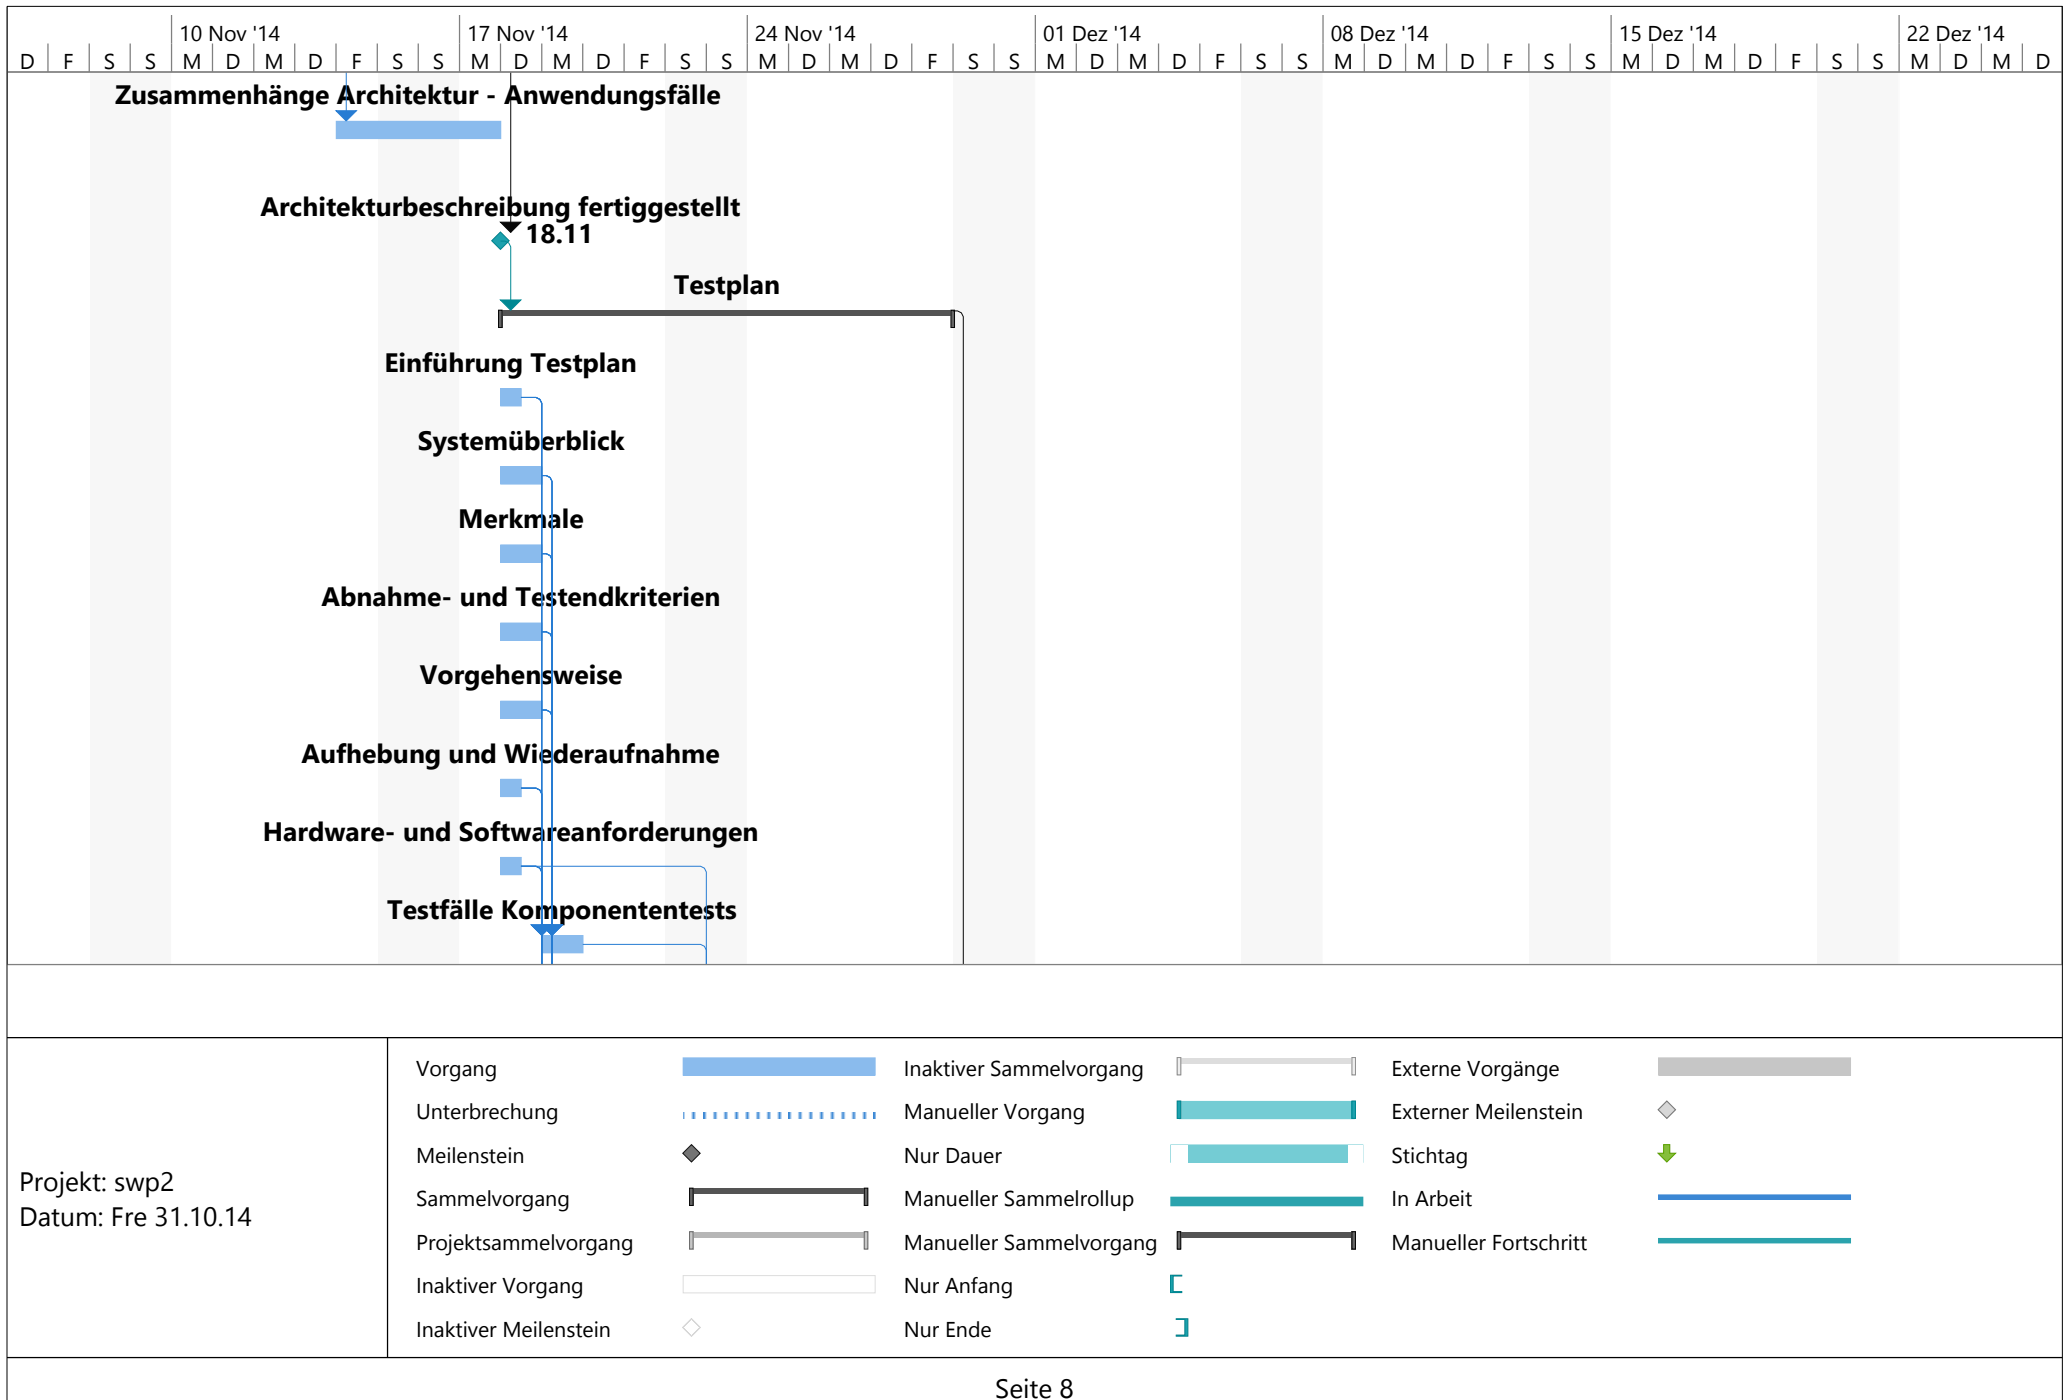 10 Nov '14 17 Nov '14 24 Nov '14 01 Dez '14 08 Dez '14 15 Dez '14 22 Dez '14
D F S S M D M D F S S M D M D F S S M D M D F S S M D M D F S S M D M D F S S M D M D F S S M D M D
Zusammenhänge Architektur - Anwendungsfälle
Architekturbeschreibung fertiggestellt
18.11
Testplan
Einführung Testplan
Systemüberblick
Merkmale
Abnahme- und Testendkriterien
Vorgehensweise
Aufhebung und Wiederaufnahme
Hardware- und Softwareanforderungen
Testfälle Komponententests
Projekt: swp2
Datum: Fre 31.10.14
Vorgang
Unterbrechung
Meilenstein
Sammelvorgang
Projektsammelvorgang
Inaktiver Vorgang
Inaktiver Meilenstein
Inaktiver Sammelvorgang
Manueller Vorgang
Nur Dauer
Manueller Sammelrollup
Manueller Sammelvorgang
Nur Anfang
Nur Ende
Externe Vorgänge
Externer Meilenstein
Stichtag
In Arbeit
Manueller Fortschritt
Seite 8